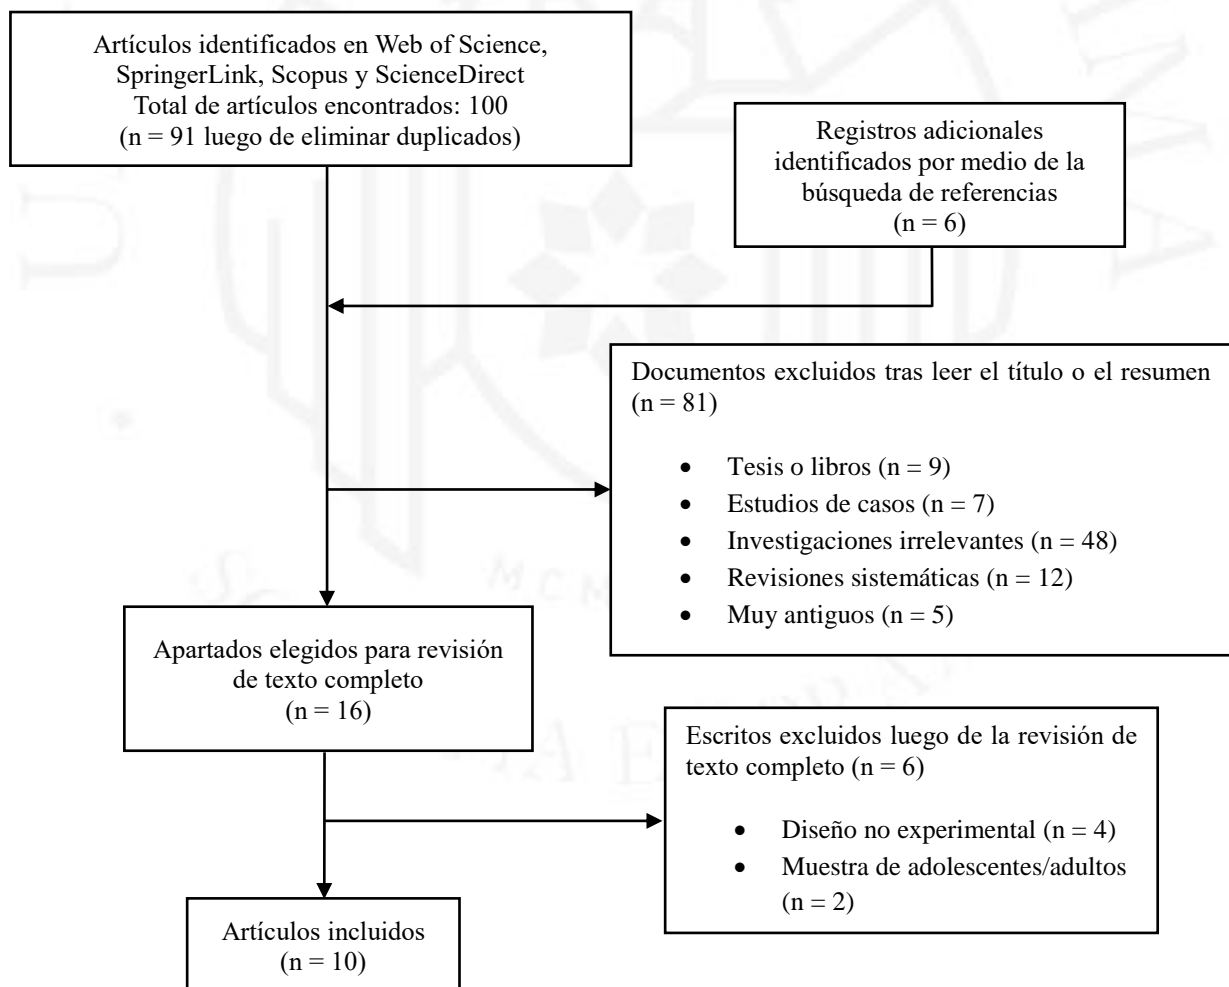 Artículos identificados en Web of Science,
SpringerLink, Scopus y ScienceDirect
Total de artículos encontrados: 100
(n = 91 luego de eliminar duplicados)
Registros adicionales
identificados por medio de la
búsqueda de referencias
(n = 6)
Documentos excluidos tras leer el título o el resumen
(n = 81)
• Tesis o libros (n = 9)
• Estudios de casos (n = 7)
• Investigaciones irrelevantes (n = 48)
• Revisiones sistemáticas (n = 12)
• Muy antiguos (n = 5)
Apartados elegidos para revisión
de texto completo
(n = 16)
Escritos excluidos luego de la revisión de
texto completo (n = 6)
• Diseño no experimental (n = 4)
• Muestra de adolescentes/adultos
(n = 2)
Artículos incluidos
(n = 10)